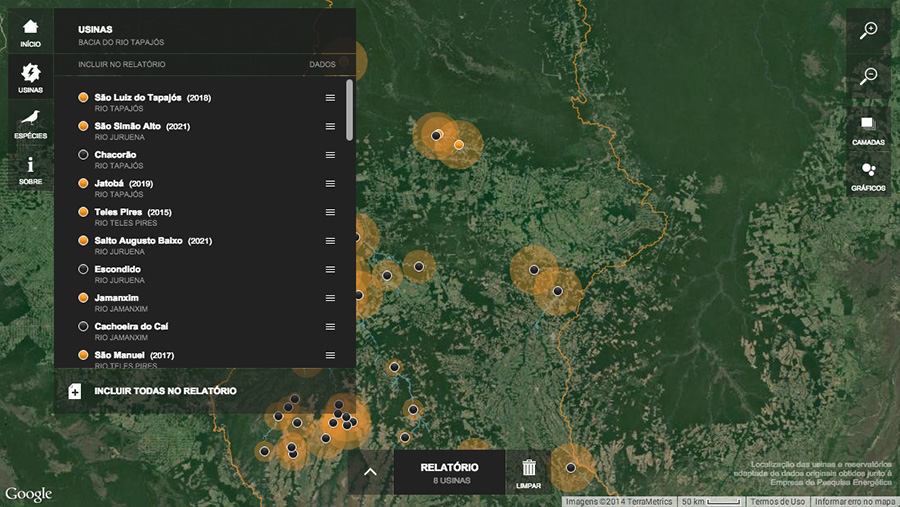 INÍCIO
USINAS
ESPÉCIES
SOBRE
USINAS
BACIA DO RIO TAPAJÓS
INCLUIR NO RELATÓRIO DADOS
São Luiz do Tapajós (2018)
RIO TAPAJÓS
São Simão Alto (2021)
RIO JURUENA
Chacorão
RIO TAPAJÓS
Jatobá (2019)
RIO TAPAJÓS
Teles Pires (2015)
RIO TELES PIRES
Salto Augusto Baixo (2021)
RIO JURUENA
Escondido
RIO JURUENA
Jamanxim
RIO JAMANXIM
Cachoeira do Caí
RIO JAMANXIM
São Manuel (2017)
RIO TELES PIRES
INCLUIR TODAS NO RELATÓRIO
CAMADAS
GRÁFICOS
RELATÓRIO
8 USINAS
LIMPAR
Localização das usinas e reservatórios
adaptada de dados originais obtidos junto à
Empresa de Pesquisa Energética
Google
Imagens ©2014 TerraMetrics 50 km Termos de Uso Informar erro no mapa